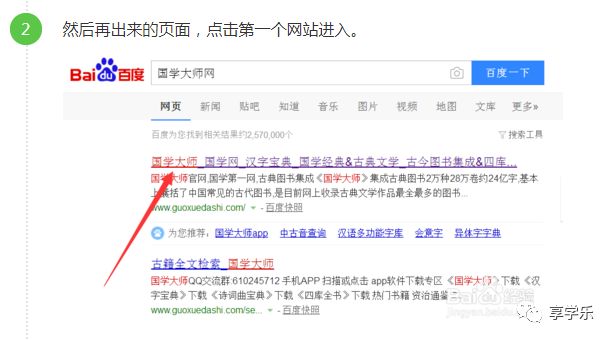 2 然后再出来的页面，点击第一个网站进入。
Bai du 百度 国学大师网 百度一下
网页 新闻 贴吧 知道 音乐 图片 视频 地图 文库 更多»
百度为您找到相关结果约2,570,000个 搜索工具
国学大师_国学网_汉字宝典_国学经典&古典文学_古今图书集成&四库...
国学大师官网,国学第一网,古典图书集成《国学大师》集成古典图书2万种28万卷约24亿字,基本
上囊括了中国常见的古代图书,是目前网上收录古典文学作品最全最多的图书...
www.guoxuedashi.com/ - 百度快照
为您推荐: 国学大师app 中古音查询 汉语多功能字库 会意字 异体字字典
古籍全文检索_国学大师
国学大师QQ交流群:610245712 手机APP 扫描或点击 app软件下载专区 《国学大师》下载 《汉
字宝典》下载 《诗词曲宝典》下载 《四库全书》下载 热门书籍 资治通鉴二
www.guoxuedashi.com/se... - 百度快照
Bai du 经验
jingyan.baidu
享学乐